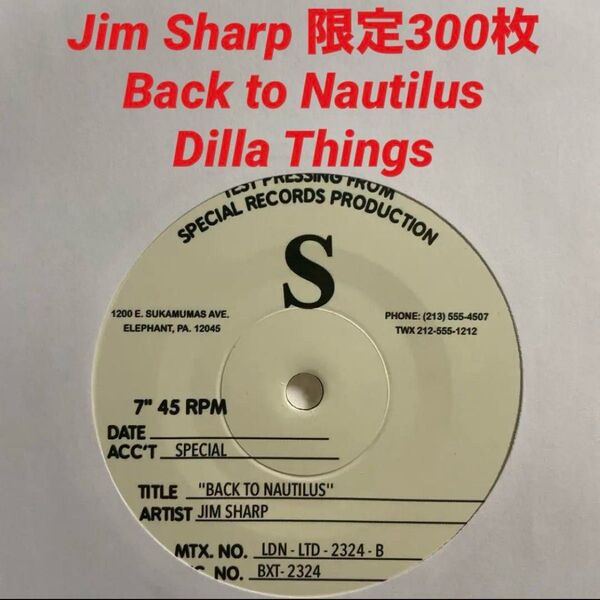 Jim Sharp 限定300枚
Back to Nautilus
Dilla Things
TEST PRESSING FROM
SPECIAL RECORDS PRODUCTION
S
1200 E. SUKAMUMAS AVE.
ELEPHANT, PA. 12045
PHONE: (213) 555-4507
TWX 212-555-1212
7" 45 RPM
DATE
ACC'T SPECIAL
TITLE "BACK TO NAUTILUS"
ARTIST JIM SHARP
MTX. NO. LDN - LTD - 2324 - B
NO. BXT- 2324